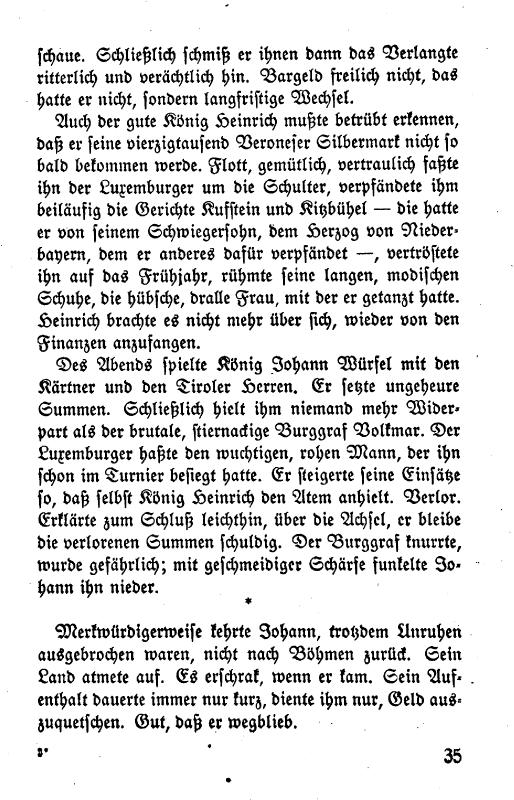 schaue. Schließlich schmiß er ihnen dann das Verlangte
ritterlich und verächtlich hin. Bargeld freilich nicht, das
hatte er nicht, sondern langfristige Wechsel.
Auch der gute König Heinrich mußte betrübt erkennen,
daß er seine vierzigtausend Veroneser Silbermark nicht so
bald bekommen werde. Flott, gemütlich, vertraulich faßte
ihn der Luxemburger um die Schulter, verpfändete ihm
beiläufig die Gerichte Kufstein und Kitzbühel — die hatte
er von seinem Schwiegersohn, dem Herzog von Nieder-
bayern, dem er anderes dafür verpfändet —, vertröstete
ihn auf das Frühjahr, rühmte seine langen, modischen
Schuhe, die hübsche, dralle Frau, mit der er getanzt hatte.
Heinrich brachte es nicht mehr über sich, wieder von den
Finanzen anzufangen.
Des Abends spielte König Johann Würfel mit den
Kärtner und den Tiroler Herren. Er setzte ungeheure
Summen. Schließlich hielt ihm niemand mehr Wider-
part als der brutale, stiernackige Burggraf Volkmar. Der
Luxemburger haßte den wuchtigen, rohen Mann, der ihn
schon im Turnier besiegt hatte. Er steigerte seine Einsätze
so, daß selbst König Heinrich den Atem anhielt. Verlor.
Erklärte zum Schluß leichthin, über die Achsel, er bleibe
die verlorenen Summen schuldig. Der Burggraf knurrte,
wurde gefährlich; mit geschmeidiger Schärfe funkelte Jo-
hann ihn nieder.
*
Merkwürdigerweise kehrte Johann, trotzdem Unruhen
ausgebrochen waren, nicht nach Böhmen zurück. Sein
Land atmete auf. Es erschrak, wenn er kam. Sein Auf-
enthalt dauerte immer nur kurz, diente ihm nur, Geld aus-
zuquetschen. Gut, daß er wegblieb.
3* 35